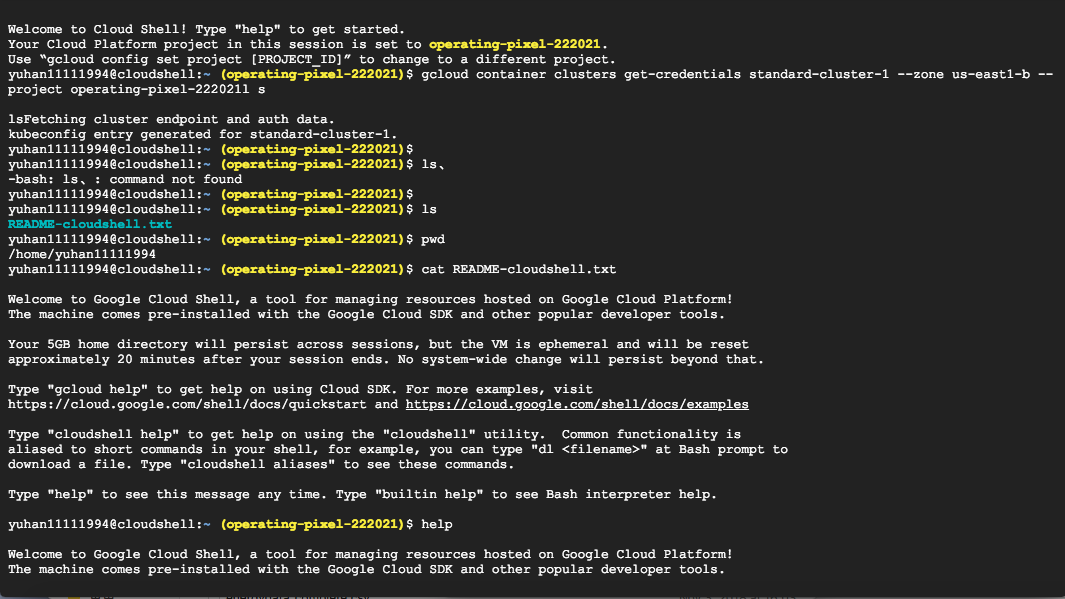 Welcome to Cloud Shell! Type "help" to get started.
Your Cloud Platform project in this session is set to operating-pixel-222021.
Use “gcloud config set project [PROJECT_ID]” to change to a different project.
yuhan11111994@cloudshell:~ (operating-pixel-222021)$ gcloud container clusters get-credentials standard-cluster-1 --zone us-east1-b --
project operating-pixel-222021l s
lsFetching cluster endpoint and auth data.
kubeconfig entry generated for standard-cluster-1.
yuhan11111994@cloudshell:~ (operating-pixel-222021)$
yuhan11111994@cloudshell:~ (operating-pixel-222021)$ ls、
-bash: ls、: command not found
yuhan11111994@cloudshell:~ (operating-pixel-222021)$
yuhan11111994@cloudshell:~ (operating-pixel-222021)$ ls
README-cloudshell.txt
yuhan11111994@cloudshell:~ (operating-pixel-222021)$ pwd
/home/yuhan11111994
yuhan11111994@cloudshell:~ (operating-pixel-222021)$ cat README-cloudshell.txt
Welcome to Google Cloud Shell, a tool for managing resources hosted on Google Cloud Platform!
The machine comes pre-installed with the Google Cloud SDK and other popular developer tools.
Your 5GB home directory will persist across sessions, but the VM is ephemeral and will be reset
approximately 20 minutes after your session ends. No system-wide change will persist beyond that.
Type "gcloud help" to get help on using Cloud SDK. For more examples, visit
https://cloud.google.com/shell/docs/quickstart and https://cloud.google.com/shell/docs/examples
Type "cloudshell help" to get help on using the "cloudshell" utility.  Common functionality is
aliased to short commands in your shell, for example, you can type "dl <filename>" at Bash prompt to
download a file. Type "cloudshell aliases" to see these commands.
Type "help" to see this message any time. Type "builtin help" to see Bash interpreter help.
yuhan11111994@cloudshell:~ (operating-pixel-222021)$ help
Welcome to Google Cloud Shell, a tool for managing resources hosted on Google Cloud Platform!
The machine comes pre-installed with the Google Cloud SDK and other popular developer tools.